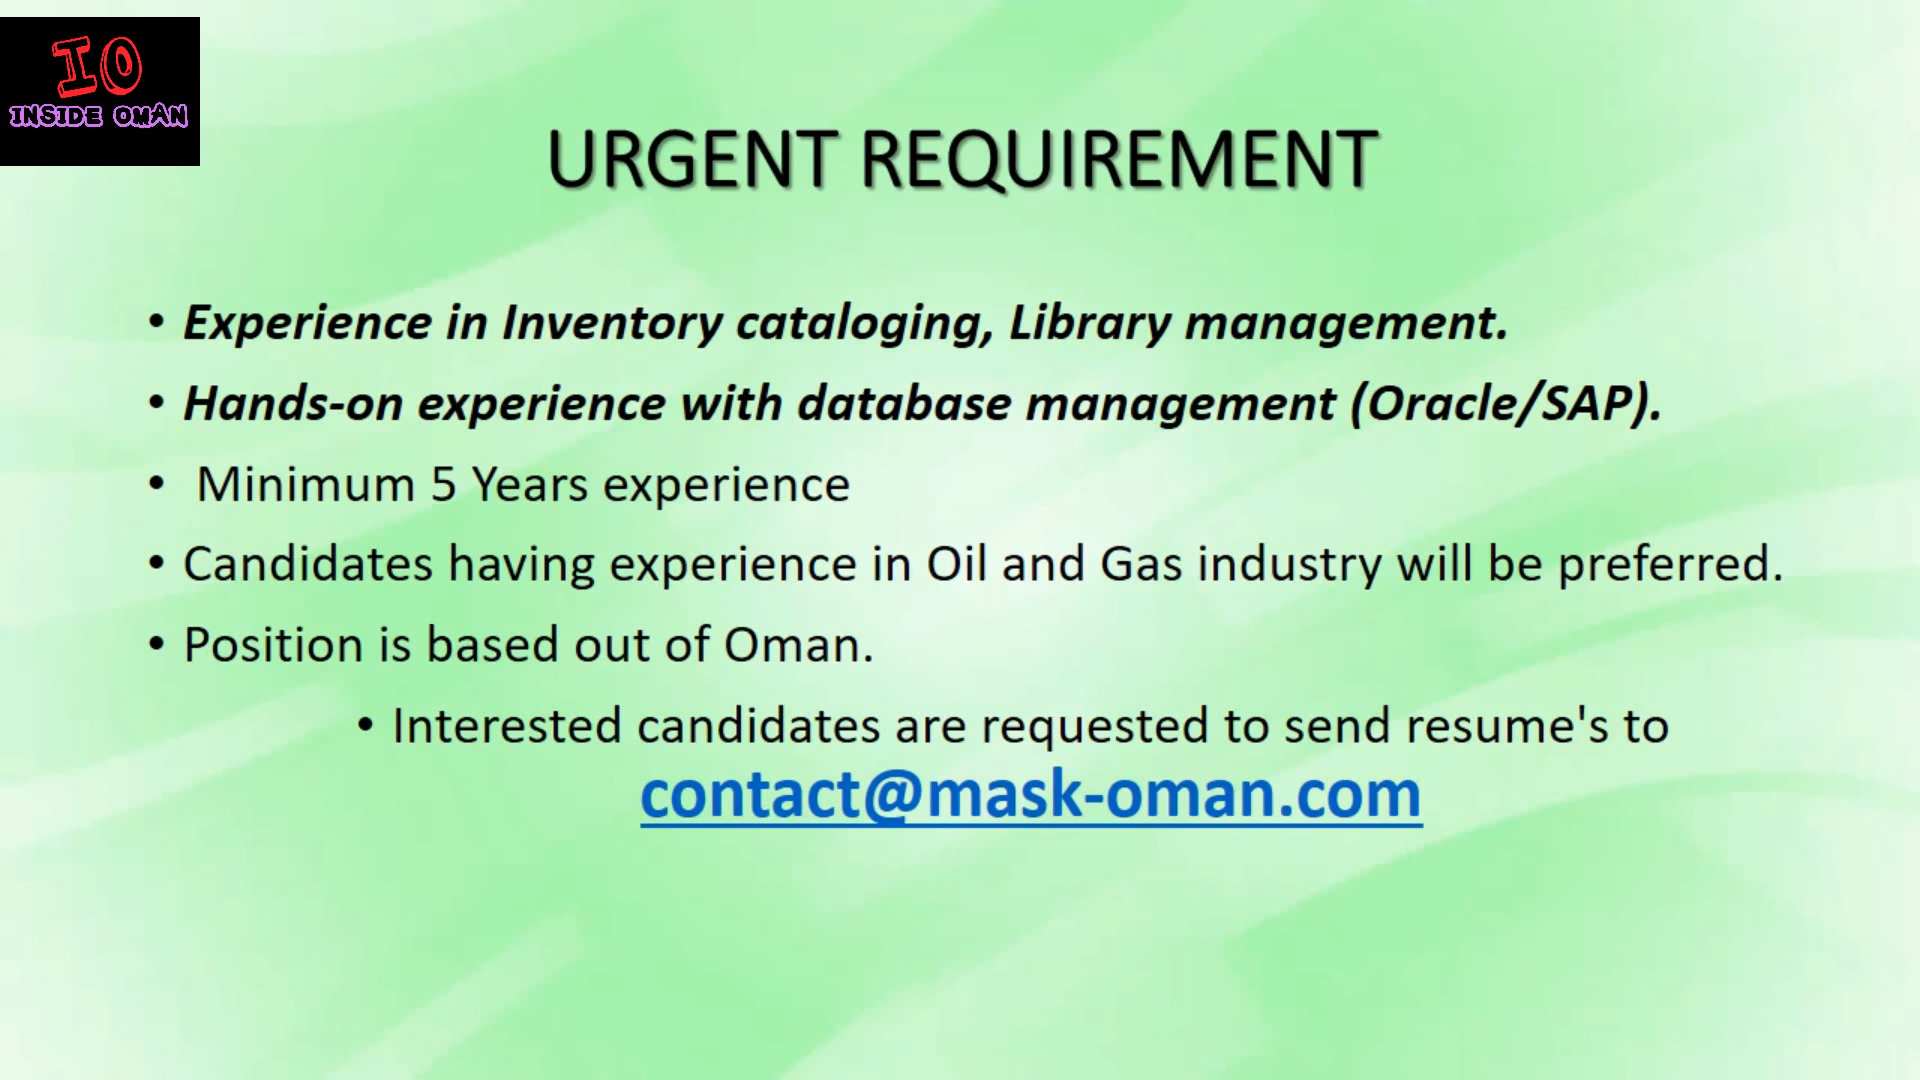 IO
INSIDE OMAN
URGENT REQUIREMENT
• Experience in Inventory cataloging, Library management.
• Hands-on experience with database management (Oracle/SAP).
• Minimum 5 Years experience
• Candidates having experience in Oil and Gas industry will be preferred.
• Position is based out of Oman.
• Interested candidates are requested to send resume's to
contact@mask-oman.com